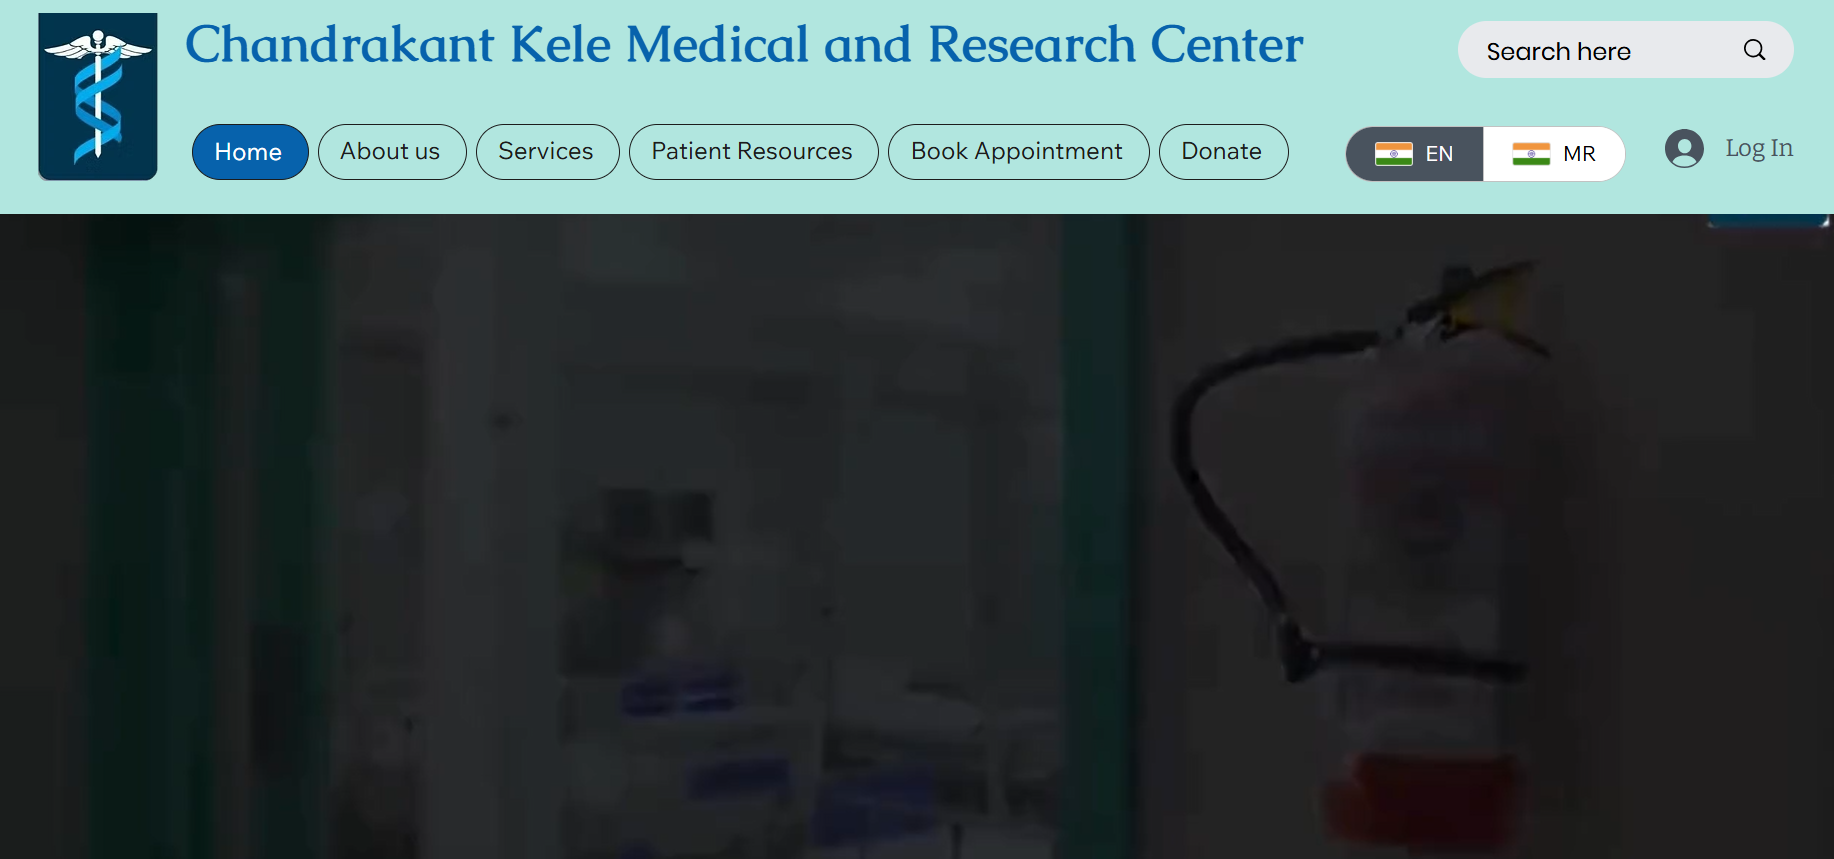 Chandrakant Kele Medical and Research Center
Search here
Home
About us
Services
Patient Resources
Book Appointment
Donate
EN
MR
Log In